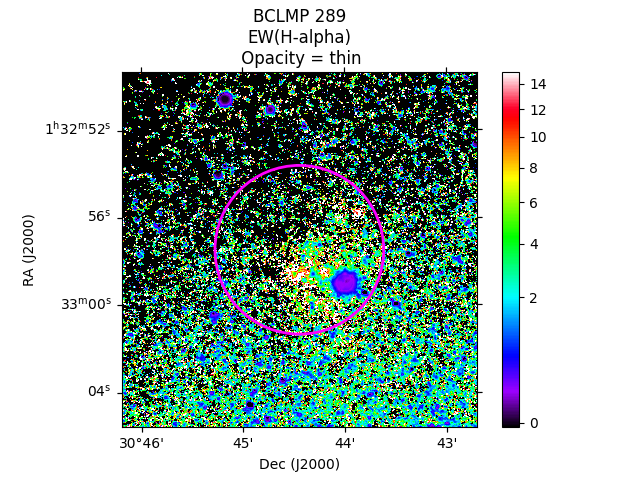 BCLMP 289
EW(H-alpha)
Opacity = thin
RA (J2000)
1ʰ32ᵐ52ˢ
56ˢ
33ᵐ00ˢ
04ˢ
30°46' 45' 44' 43'
Dec (J2000)
14
12
10
8
6
4
2
0